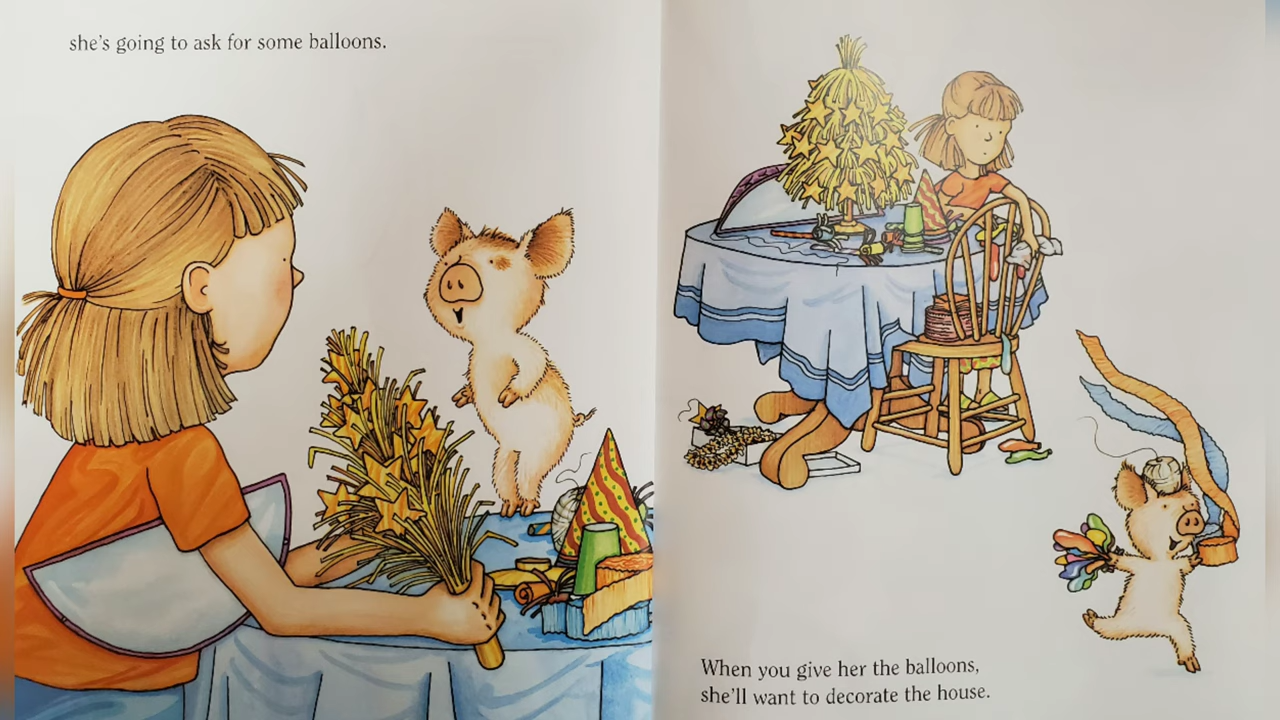 she's going to ask for some balloons.
When you give her the balloons,
she'll want to decorate the house.